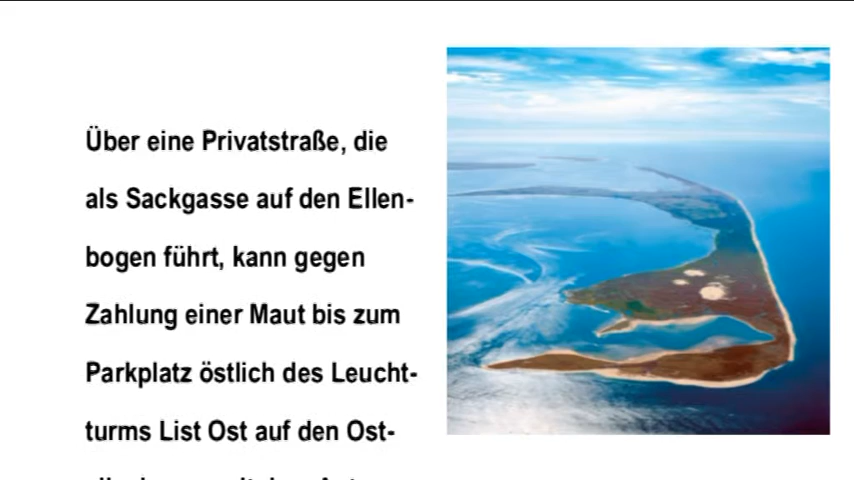 Über eine Privatstraße, die
als Sackgasse auf den Ellen-
bogen führt, kann gegen
Zahlung einer Maut bis zum
Parkplatz östlich des Leucht-
turms List Ost auf den Ost-